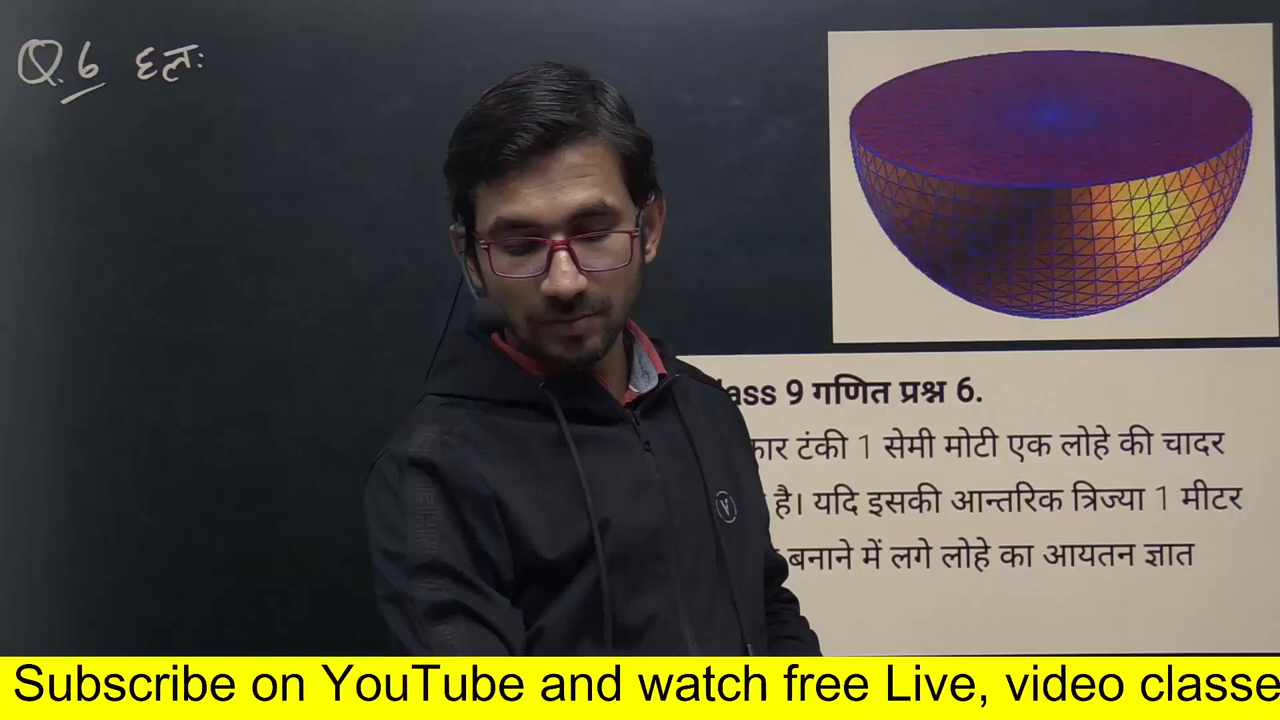 Q.6 हलः
ass 9 गणित प्रश्न 6.
कार टंकी 1 सेमी मोटी एक लोहे की चादर
है। यदि इसकी आन्तरिक त्रिज्या 1 मीटर
बनाने में लगे लोहे का आयतन ज्ञात
Subscribe on YouTube and watch free Live, video classe